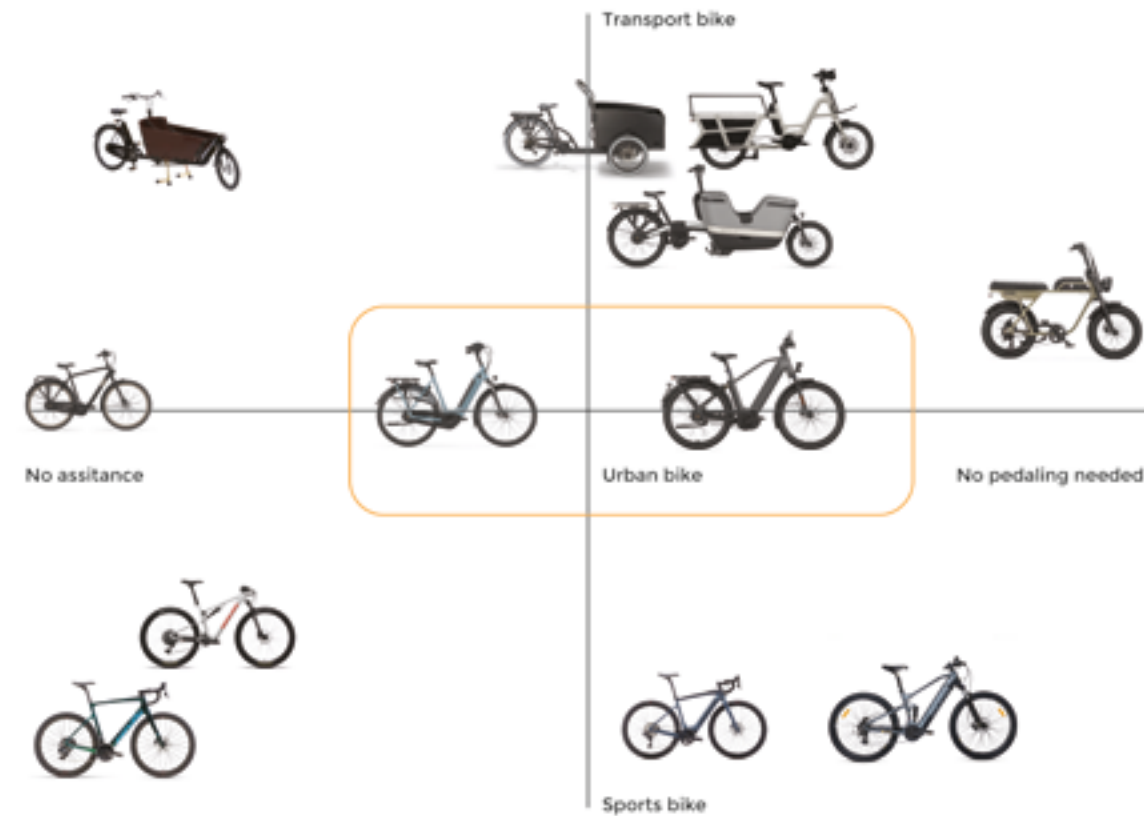 Transport bike
No assitance
Urban bike
No pedaling needed
Sports bike